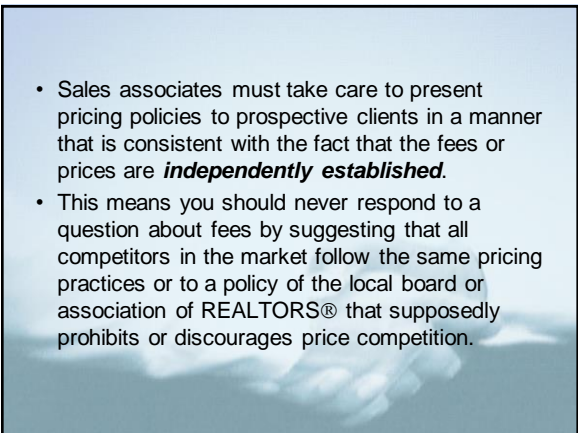 • Sales associates must take care to present
pricing policies to prospective clients in a manner
that is consistent with the fact that the fees or
prices are independently established.
• This means you should never respond to a
question about fees by suggesting that all
competitors in the market follow the same pricing
practices or to a policy of the local board or
association of REALTORS® that supposedly
prohibits or discourages price competition.